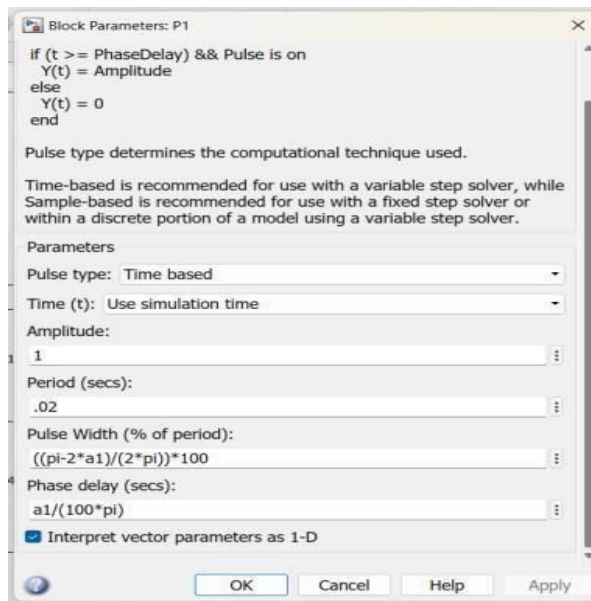 Block Parameters: P1
if (t >= PhaseDelay) && Pulse is on
Y(t) = Amplitude
else
Y(t) = 0
end
Pulse type determines the computational technique used.
Time-based is recommended for use with a variable step solver, while
Sample-based is recommended for use with a fixed step solver or
within a discrete portion of a model using a variable step solver.
Parameters
Pulse type: Time based
Time (t): Use simulation time
Amplitude:
1
Period (secs):
.02
Pulse Width (% of period):
((pi-2*a1)/(2*pi))*100
Phase delay (secs):
a1/(100*pi)
Interpret vector parameters as 1-D
OK Cancel Help Apply